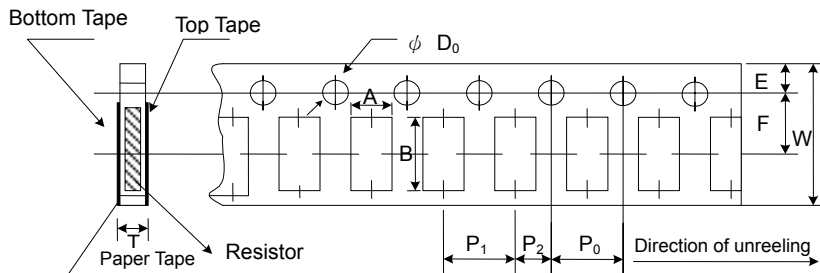 Bottom Tape
Top Tape
ϕ D₀
E
A
F
W
B
T
Paper Tape
Resistor
P₁
P₂
P₀
Direction of unreeling